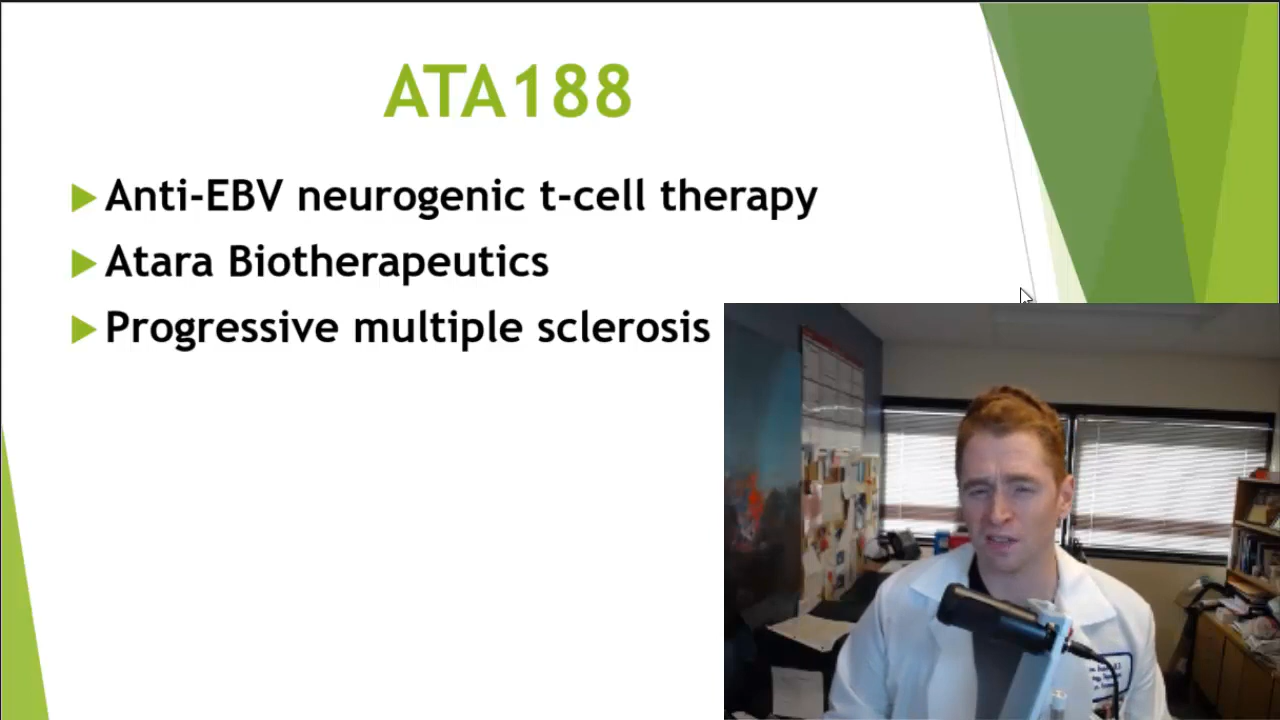 ATA188
Anti-EBV neurogenic t-cell therapy
Atara Biotherapeutics
Progressive multiple sclerosis